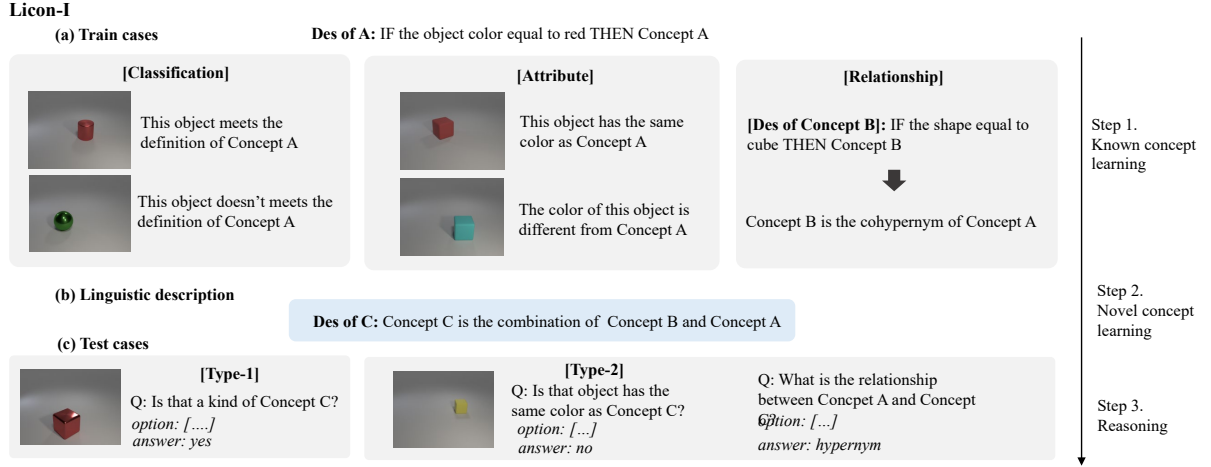 Licon-I
(a) Train cases
Des of A: IF the object color equal to red THEN Concept A
[Classification]
This object meets the
definition of Concept A
This object doesn't meets the
definition of Concept A
[Attribute]
This object has the same
color as Concept A
The color of this object is
different from Concept A
[Relationship]
[Des of Concept B]: IF the shape equal to
cube THEN Concept B
Concept B is the cohypernym of Concept A
Step 1.
Known concept
learning
(b) Linguistic description
Des of C: Concept C is the combination of Concept B and Concept A
Step 2.
Novel concept
learning
(c) Test cases
[Type-1]
Q: Is that a kind of Concept C?
option: [....]
answer: yes
[Type-2]
Q: Is that object has the
same color as Concept C?
option: [...]
answer: no
Q: What is the relationship
between Concpet A and Concept
C?
option: [...]
answer: hypernym
Step 3.
Reasoning